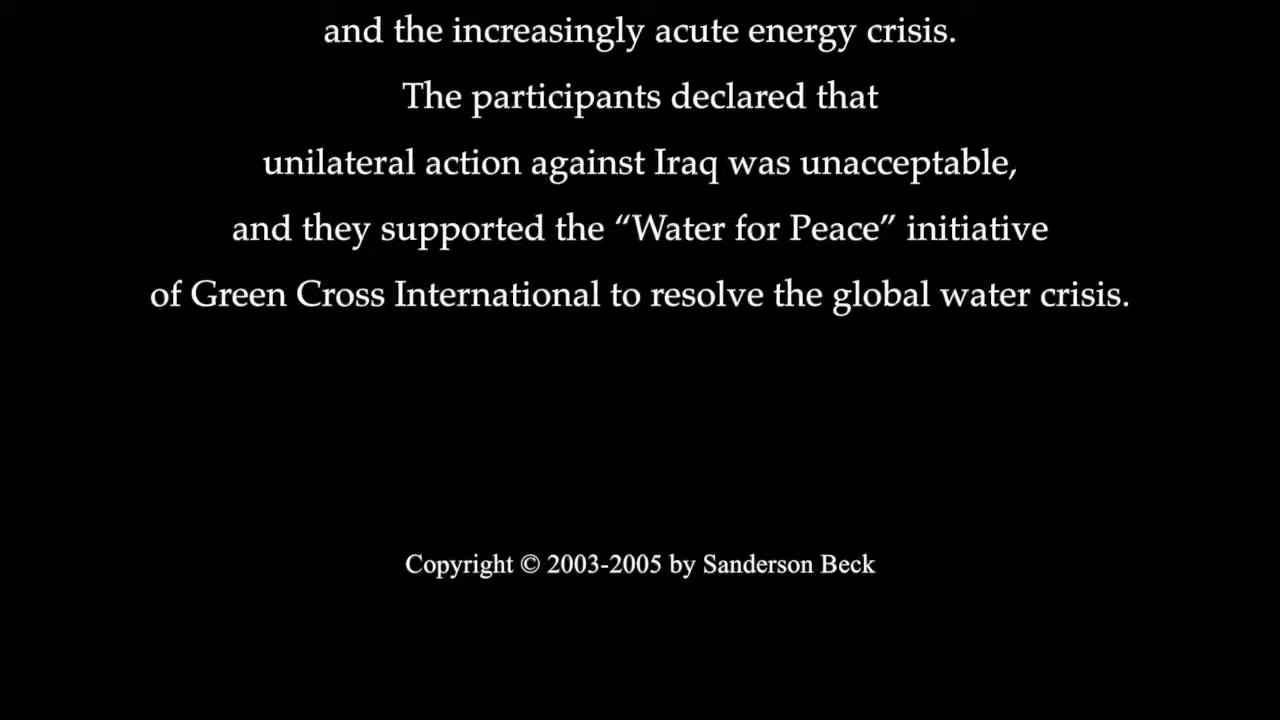 and the increasingly acute energy crisis.
The participants declared that
unilateral action against Iraq was unacceptable,
and they supported the “Water for Peace” initiative
of Green Cross International to resolve the global water crisis.
Copyright © 2003-2005 by Sanderson Beck